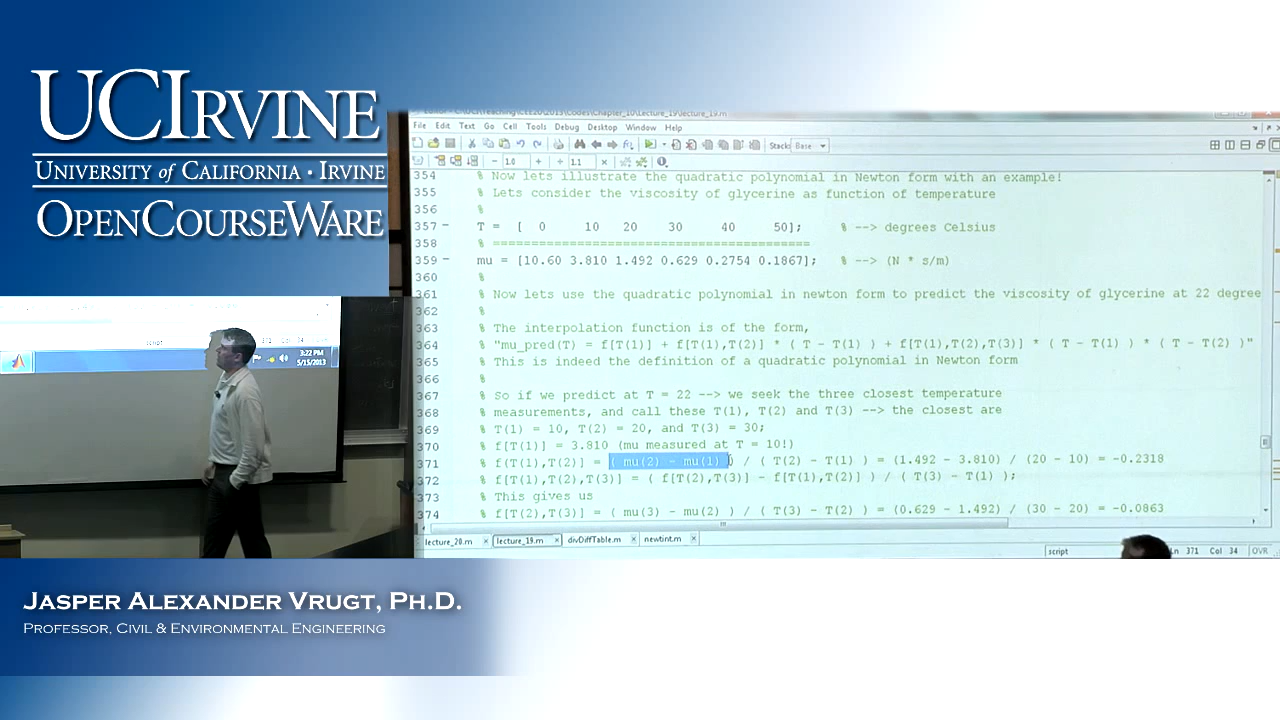 UCIRVINE
UNIVERSITY of CALIFORNIA · IRVINE
OPENCOURSEWARE
File Edit Text Go Cell Tools Debug Desktop Window Help
Stack: Base
1.0 1.1
354 % Now lets illustrate the quadratic polynomial in Newton form with an example!
355 % Lets consider the viscosity of glycerine as function of temperature
356 %
357 T = [ 0 10 20 30 40 50]; % --> degrees Celsius
358 % =========================================
359 mu = [10.60 3.810 1.492 0.629 0.2754 0.1867]; % --> (N * s/m)
360 %
361 % Now lets use the quadratic polynomial in newton form to predict the viscosity of glycerine at 22 degree
362 %
363 % The interpolation function is of the form,
364 % "mu_pred(T) = f[T(1)] + f[T(1),T(2)] * ( T - T(1) ) + f[T(1),T(2),T(3)] * ( T - T(1) ) * ( T - T(2) )"
365 % This is indeed the definition of a quadratic polynomial in Newton form
366 %
367 % So if we predict at T = 22 --> we seek the three closest temperature
368 % measurements, and call these T(1), T(2) and T(3) --> the closest are
369 % T(1) = 10, T(2) = 20, and T(3) = 30;
370 % f[T(1)] = 3.810 (mu measured at T = 10!)
371 % f[T(1),T(2)] = ( mu(2) - mu(1) ) / ( T(2) - T(1) ) = (1.492 - 3.810) / (20 - 10) = -0.2318
372 % f[T(1),T(2),T(3)] = ( f[T(2),T(3)] - f[T(1),T(2)] ) / ( T(3) - T(1) );
373 % This gives us
374 % f[T(2),T(3)] = ( mu(3) - mu(2) ) / ( T(3) - T(2) ) = (0.629 - 1.492) / (30 - 20) = -0.0863
lecture_20.m lecture_19.m divDiffTable.m newtint.m
script Ln 371 Col 34 OVR
script
3:22 PM
5/15/2013
JASPER ALEXANDER VRUGT, PH.D.
PROFESSOR, CIVIL & ENVIRONMENTAL ENGINEERING